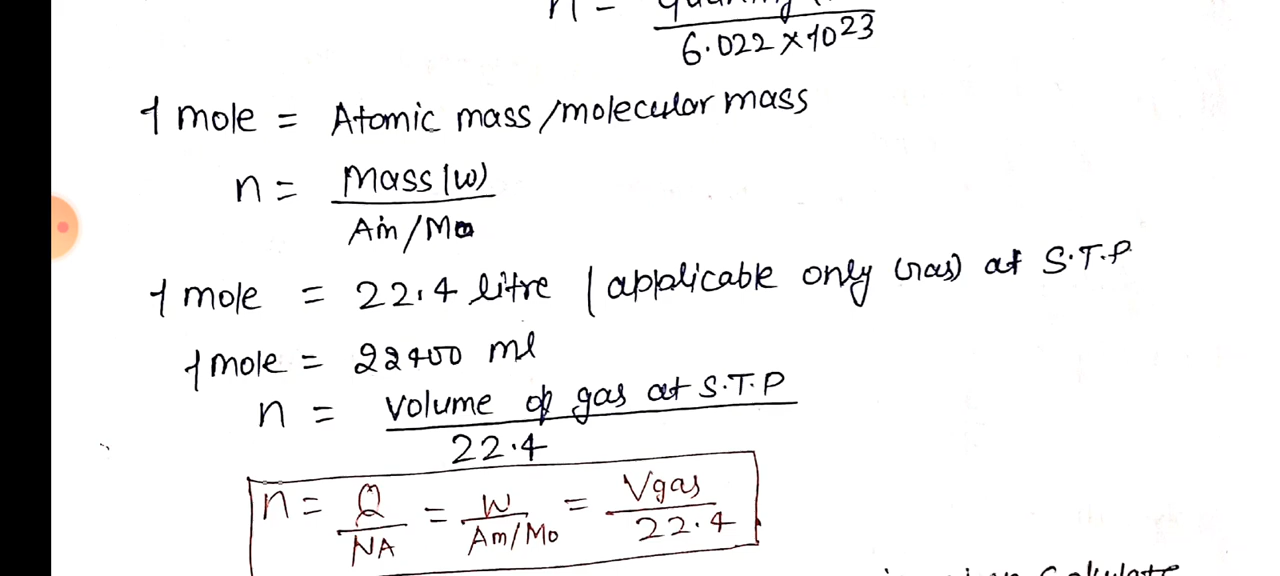 n =
6.022 × 10²³
1 mole = Atomic mass / molecular mass
n = Mass (w) / Am/Mo
1 mole = 22.4 litre ( applicable only Gas) at S.T.P
1 mole = 22400 ml
n = Volume of gas at S.T.P / 22.4
n = Q/NA = W/Am/Mo = Vgas/22.4
Calculate